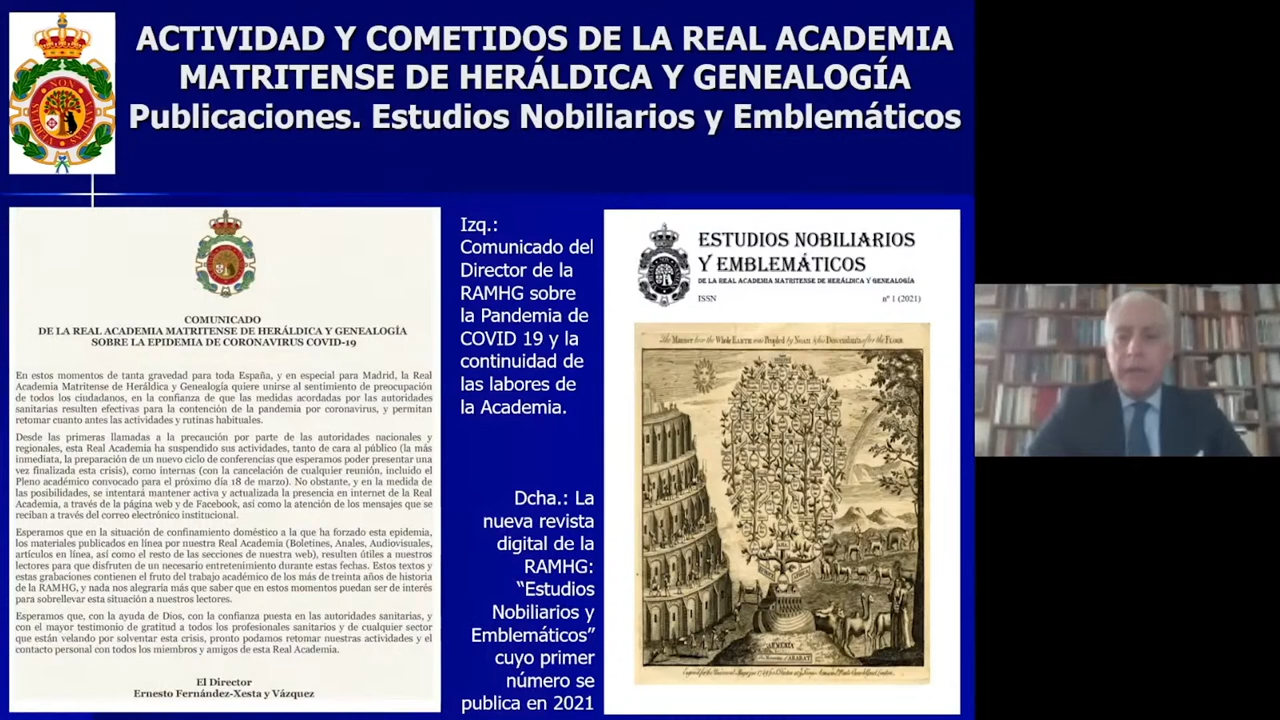 ACTIVIDAD Y COMETIDOS DE LA REAL ACADEMIA
MATRITENSE DE HERÁLDICA Y GENEALOGÍA
Publicaciones. Estudios Nobiliarios y Emblemáticos
COMUNICADO
DE LA REAL ACADEMIA MATRITENSE DE HERÁLDICA Y GENEALOGÍA
SOBRE LA EPIDEMIA DE CORONAVIRUS COVID-19
En estos momentos de tanta gravedad para toda España, y en especial para Madrid, la Real
Academia Matritense de Heráldica y Genealogía quiere unirse al sentimiento de preocupación
de todos los ciudadanos, en la confianza de que las medidas acordadas por las autoridades
sanitarias resulten efectivas para la contención de la pandemia por coronavirus, y permitan
retomar cuanto antes las actividades y rutinas habituales.
Desde las primeras llamadas a la precaución por parte de las autoridades nacionales y
regionales, esta Real Academia ha suspendido sus actividades, tanto de cara al público (la más
inmediata, la preparación de un nuevo ciclo de conferencias que esperamos poder presentar una
vez finalizada esta crisis), como internas (con la cancelación de cualquier reunión, incluido el
Pleno académico convocado para el próximo día 18 de marzo). No obstante, y en la medida de
las posibilidades, se intentará mantener activa y actualizada la presencia en internet de la Real
Academia, a través de la página web y de Facebook, así como la atención de los mensajes que se
reciban a través del correo electrónico institucional.
Esperamos que en la situación de confinamiento doméstico a la que ha forzado esta epidemia,
los materiales publicados en línea por nuestra Real Academia (Boletines, Anales, Audiovisuales,
artículos en línea, así como el resto de las secciones de nuestra web), resulten útiles a nuestros
lectores para que disfruten de un necesario entretenimiento durante estas fechas. Estos textos y
estas grabaciones contienen el fruto del trabajo académico de los más de treinta años de historia
de la RAMHG, y nada nos alegraría más que saber que en estos momentos puedan ser de interés
para sobrellevar esta situación a nuestros lectores.
Esperamos que, con la ayuda de Dios, con la confianza puesta en las autoridades sanitarias, y
con el mayor testimonio de gratitud a todos los profesionales sanitarios y de cualquier sector
que están velando por solventar esta crisis, pronto podamos retomar nuestras actividades y el
contacto personal con todos los miembros y amigos de esta Real Academia.
El Director
Ernesto Fernández-Xesta y Vázquez
Izq.:
Comunicado del
Director de la
RAMHG sobre
la Pandemia de
COVID 19 y la
continuidad de
las labores de
la Academia.
Dcha.: La
nueva revista
digital de la
RAMHG:
“Estudios
Nobiliarios y
Emblemáticos”
cuyo primer
número se
publica en 2021
ESTUDIOS NOBILIARIOS
Y EMBLEMÁTICOS
DE LA REAL ACADEMIA MATRITENSE DE HERÁLDICA Y GENEALOGÍA
ISSN nº 1 (2021)
The Manner how the Whole EARTH was Peopled by NOAH & his Descendants after the FLOOD
ARMENIA
ARARAT